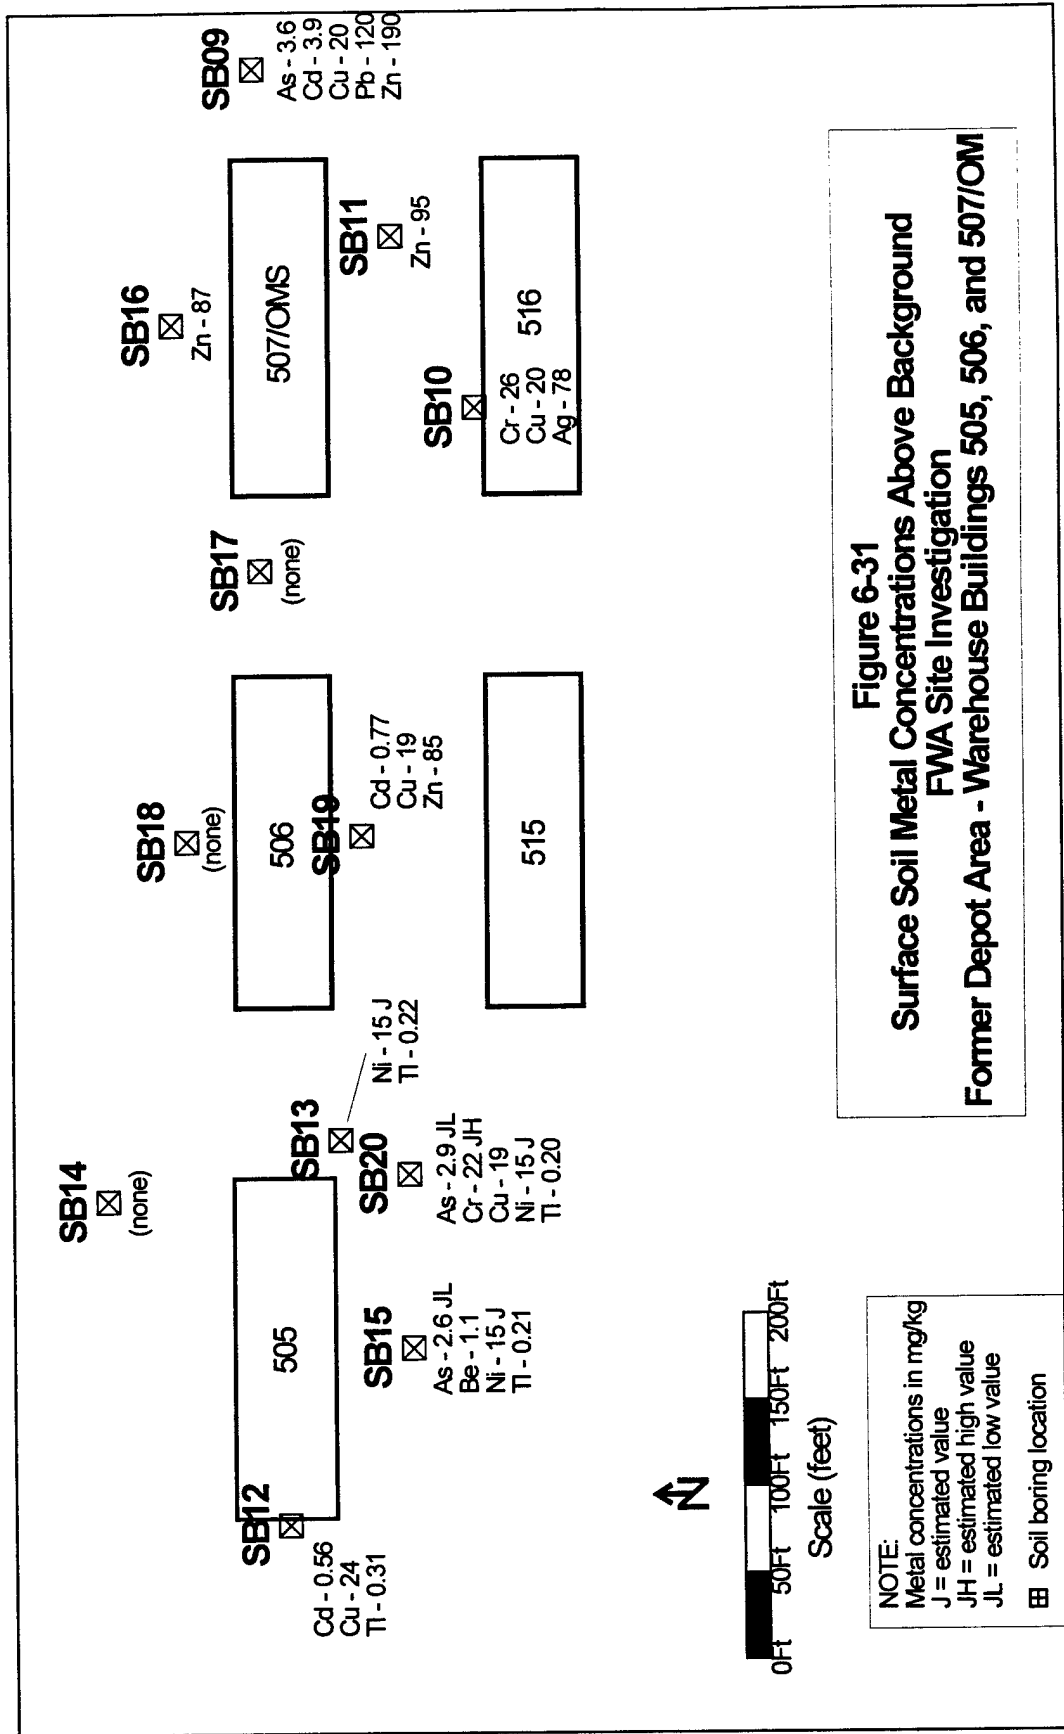 SB14
(none)
SB18
(none)
SB16
Zn - 87
SB17
(none)
SB09
As - 3.6
Cd - 3.9
Cu - 20
Pb - 120
Zn - 190
505
506
507/OMS
SB12
Cd - 0.56
Cu - 24
Tl - 0.31
SB13
Ni - 15 J
Tl - 0.22
SB19
Cd - 0.77
Cu - 19
Zn - 85
SB11
Zn - 95
SB15
As - 2.6 JL
Be - 1.1
Ni - 15 J
Tl - 0.21
SB20
As - 2.9 JL
Cr - 22 JH
Cu - 19
Ni - 15 J
Tl - 0.20
SB10
Cr - 26
Cu - 20
Ag - 78
515
516
N
0Ft 50Ft 100Ft 150Ft 200Ft
Scale (feet)
NOTE:
Metal concentrations in mg/kg
J = estimated value
JH = estimated high value
JL = estimated low value
Soil boring location
Figure 6-31
Surface Soil Metal Concentrations Above Background
FWA Site Investigation
Former Depot Area - Warehouse Buildings 505, 506, and 507/OM